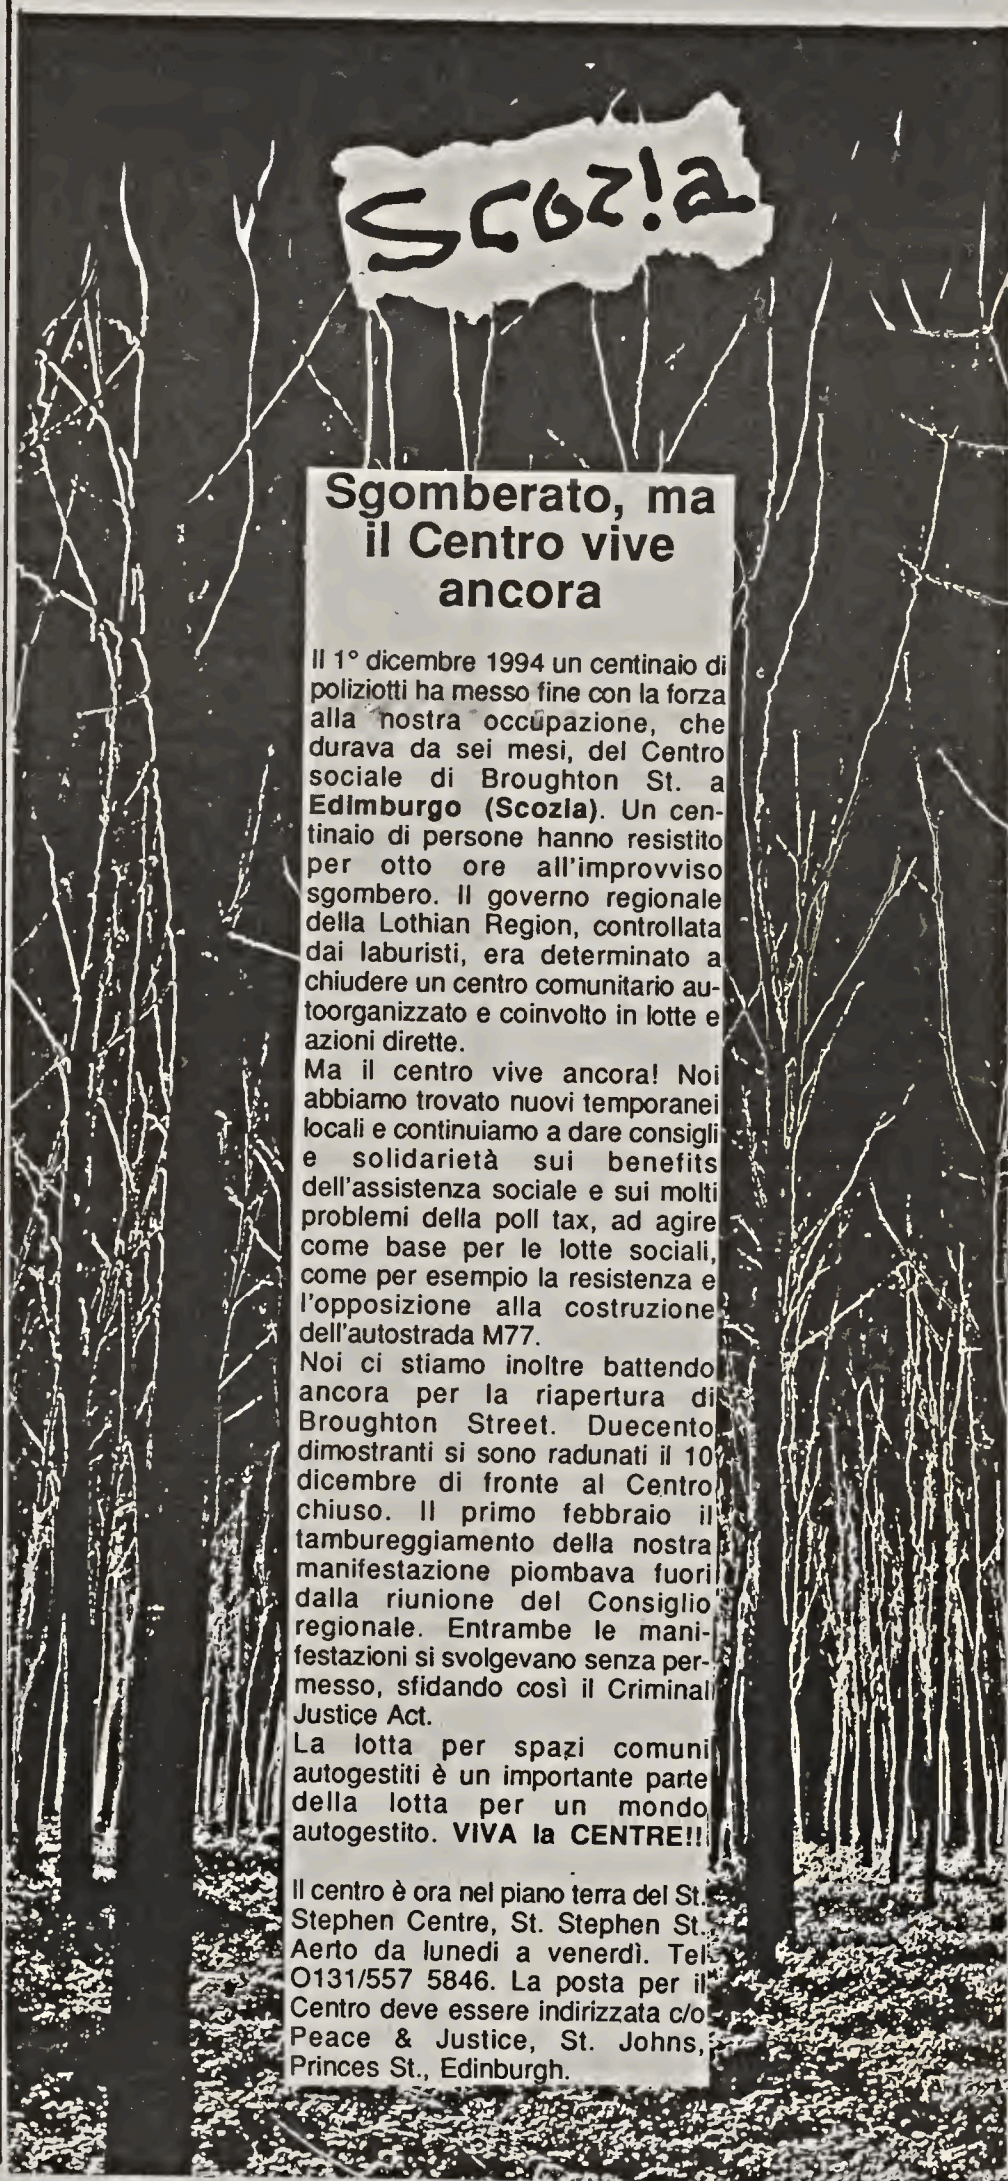 Scoz!a
Sgomberato, ma
il Centro vive
ancora
Il 1° dicembre 1994 un centinaio di
poliziotti ha messo fine con la forza
alla nostra occupazione, che
durava da sei mesi, del Centro
sociale di Broughton St. a
Edimburgo (Scozia). Un cen-
tinaio di persone hanno resistito
per otto ore all'improvviso
sgombero. Il governo regionale
della Lothian Region, controllata
dai laburisti, era determinato a
chiudere un centro comunitario au-
toorganizzato e coinvolto in lotte e
azioni dirette.
Ma il centro vive ancora! Noi
abbiamo trovato nuovi temporanei
locali e continuiamo a dare consigli
e solidarietà sui benefits
dell'assistenza sociale e sui molti
problemi della poll tax, ad agire
come base per le lotte sociali,
come per esempio la resistenza e
l'opposizione alla costruzione
dell'autostrada M77.
Noi ci stiamo inoltre battendo
ancora per la riapertura di
Broughton Street. Duecento
dimostranti si sono radunati il 10
dicembre di fronte al Centro
chiuso. Il primo febbraio il
tambureggiamento della nostra
manifestazione piombava fuori
dalla riunione del Consiglio
regionale. Entrambe le mani-
festazioni si svolgevano senza per-
messo, sfidando così il Criminal
Justice Act.
La lotta per spazi comuni
autogestiti è un importante parte
della lotta per un mondo
autogestito. VIVA la CENTRE!!
Il centro è ora nel piano terra del St.
Stephen Centre, St. Stephen St.
Aerto da lunedi a venerdì. Tel
O131/557 5846. La posta per il
Centro deve essere indirizzata c/o
Peace & Justice, St. Johns,
Princes St., Edinburgh.